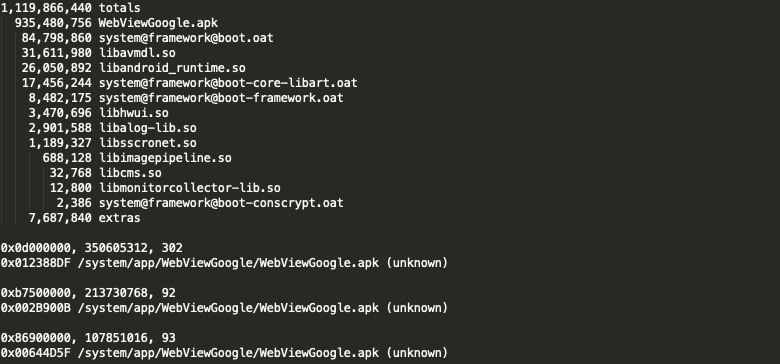 1,119,866,440 totals
935,480,756 WebViewGoogle.apk
84,798,860 system@framework@boot.oat
31,611,980 libavmdl.so
26,050,892 libandroid_runtime.so
17,456,244 system@framework@boot-core-libart.oat
8,482,175 system@framework@boot-framework.oat
3,470,696 libhwui.so
2,901,588 libalog-lib.so
1,189,327 libsscronet.so
688,128 libimagepipeline.so
32,768 libcms.so
12,800 libmonitorcollector-lib.so
2,386 system@framework@boot-conscrypt.oat
7,687,840 extras
0x0d000000, 350605312, 302
0x012388DF /system/app/WebViewGoogle/WebViewGoogle.apk (unknown)
0xb7500000, 213730768, 92
0x002B900B /system/app/WebViewGoogle/WebViewGoogle.apk (unknown)
0x86900000, 107851016, 93
0x00644D5F /system/app/WebViewGoogle/WebViewGoogle.apk (unknown)